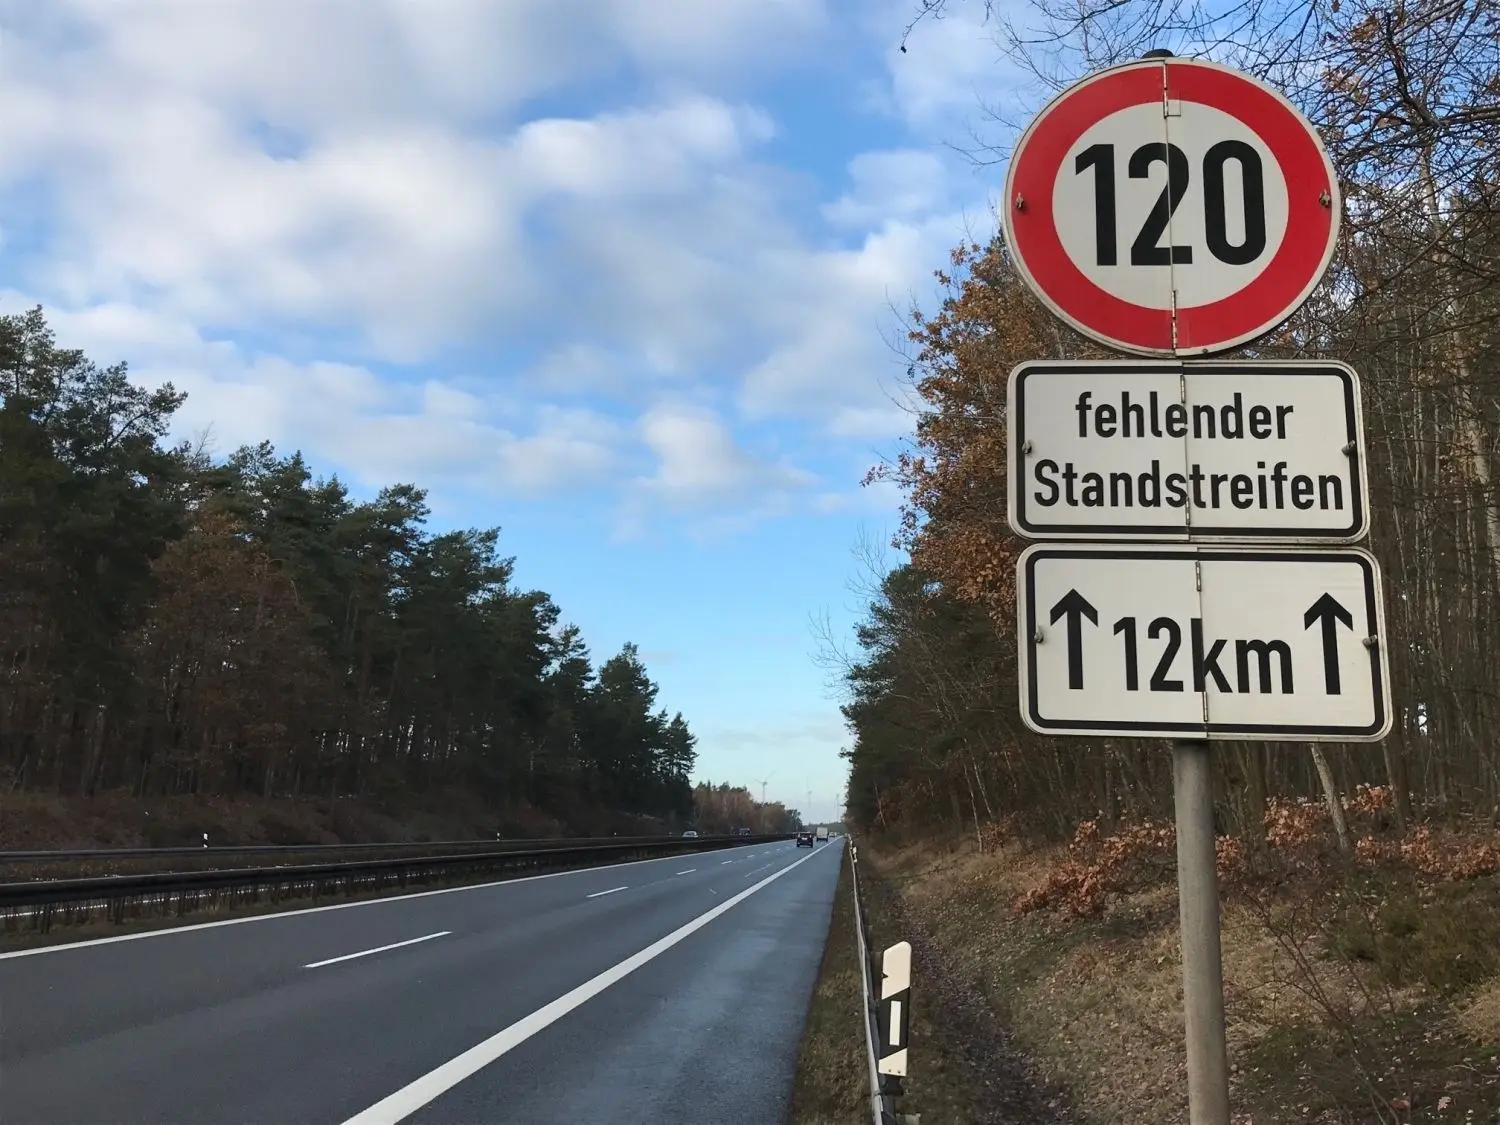 120
fehlender
Standstreifen
↑ 12km ↑